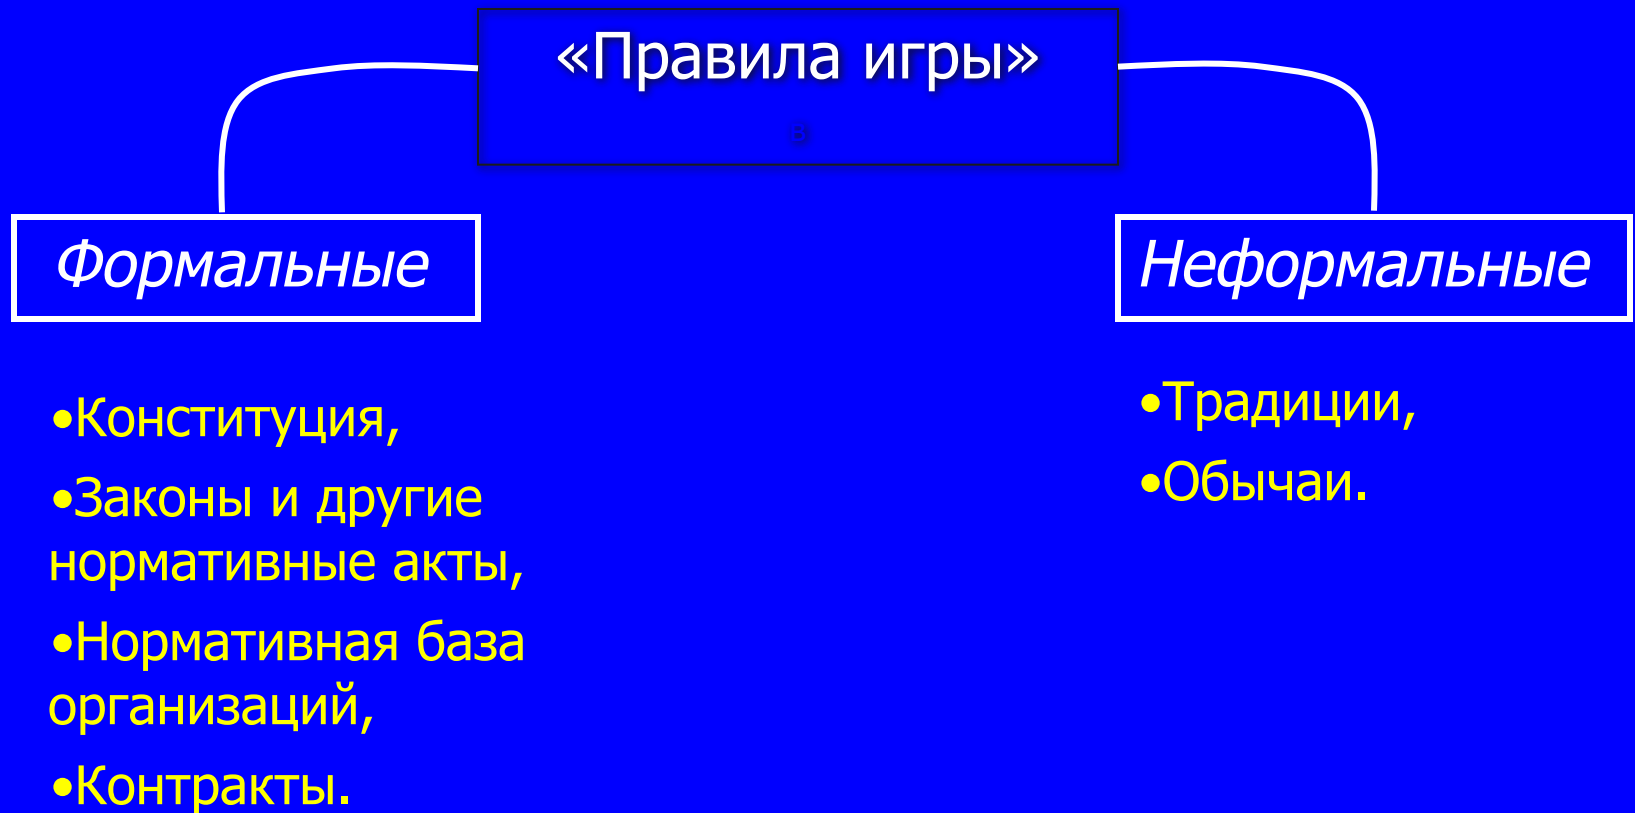 «Правила игры»
в
Формальные
Неформальные
•Конституция,
•Законы и другие
нормативные акты,
•Нормативная база
организаций,
•Контракты.
•Традиции,
•Обычаи.